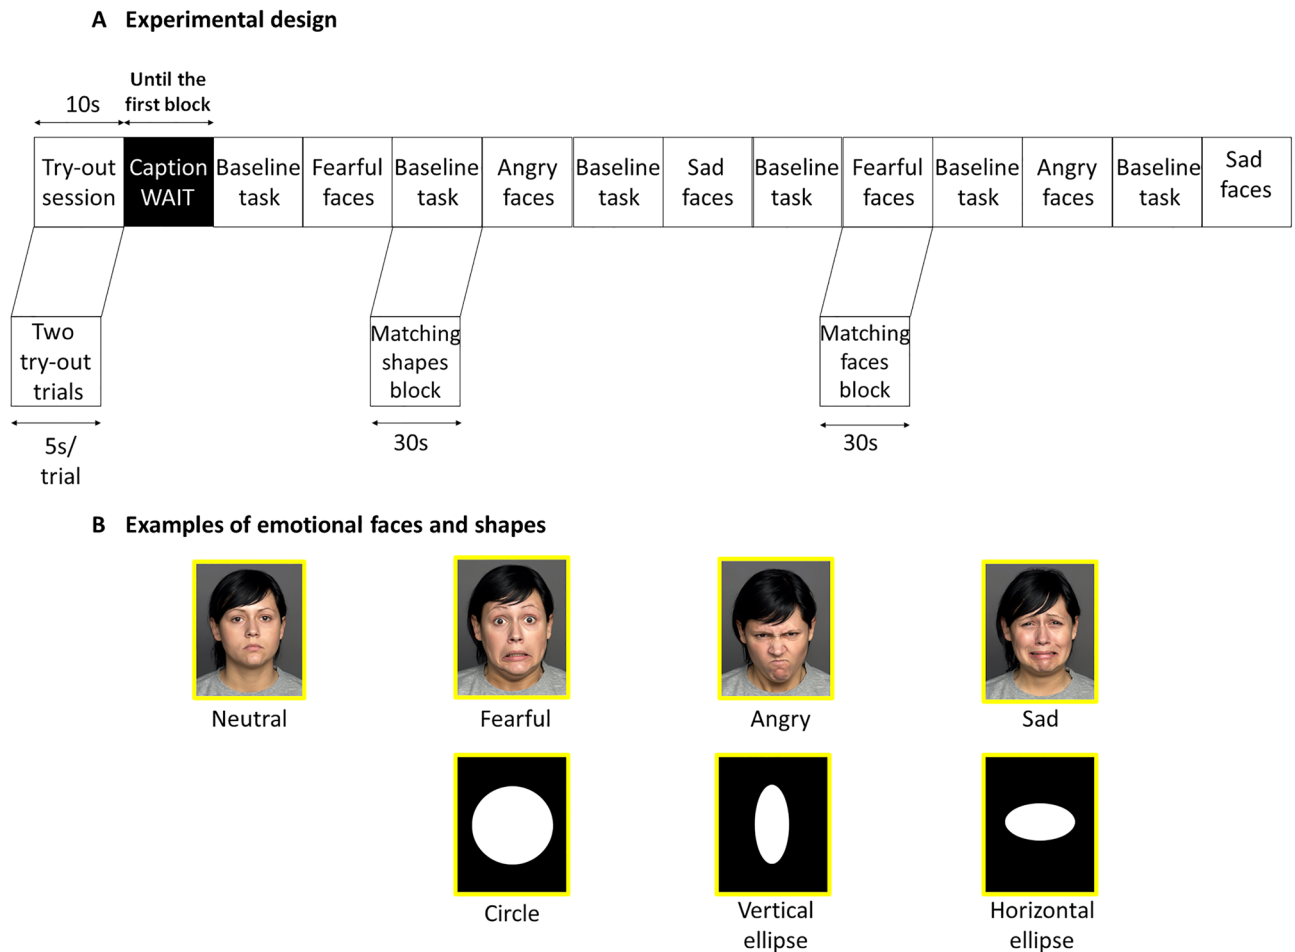 A Experimental design
Until the
10s first block
Try-out session
Caption WAIT
Baseline task
Fearful faces
Baseline task
Angry faces
Baseline task
Sad faces
Baseline task
Fearful faces
Baseline task
Angry faces
Baseline task
Sad faces
Two
try-out
trials
Matching
shapes
block
Matching
faces
block
5s/
trial
30s
30s
B Examples of emotional faces and shapes
Neutral
Fearful
Angry
Sad
Circle
Vertical
ellipse
Horizontal
ellipse